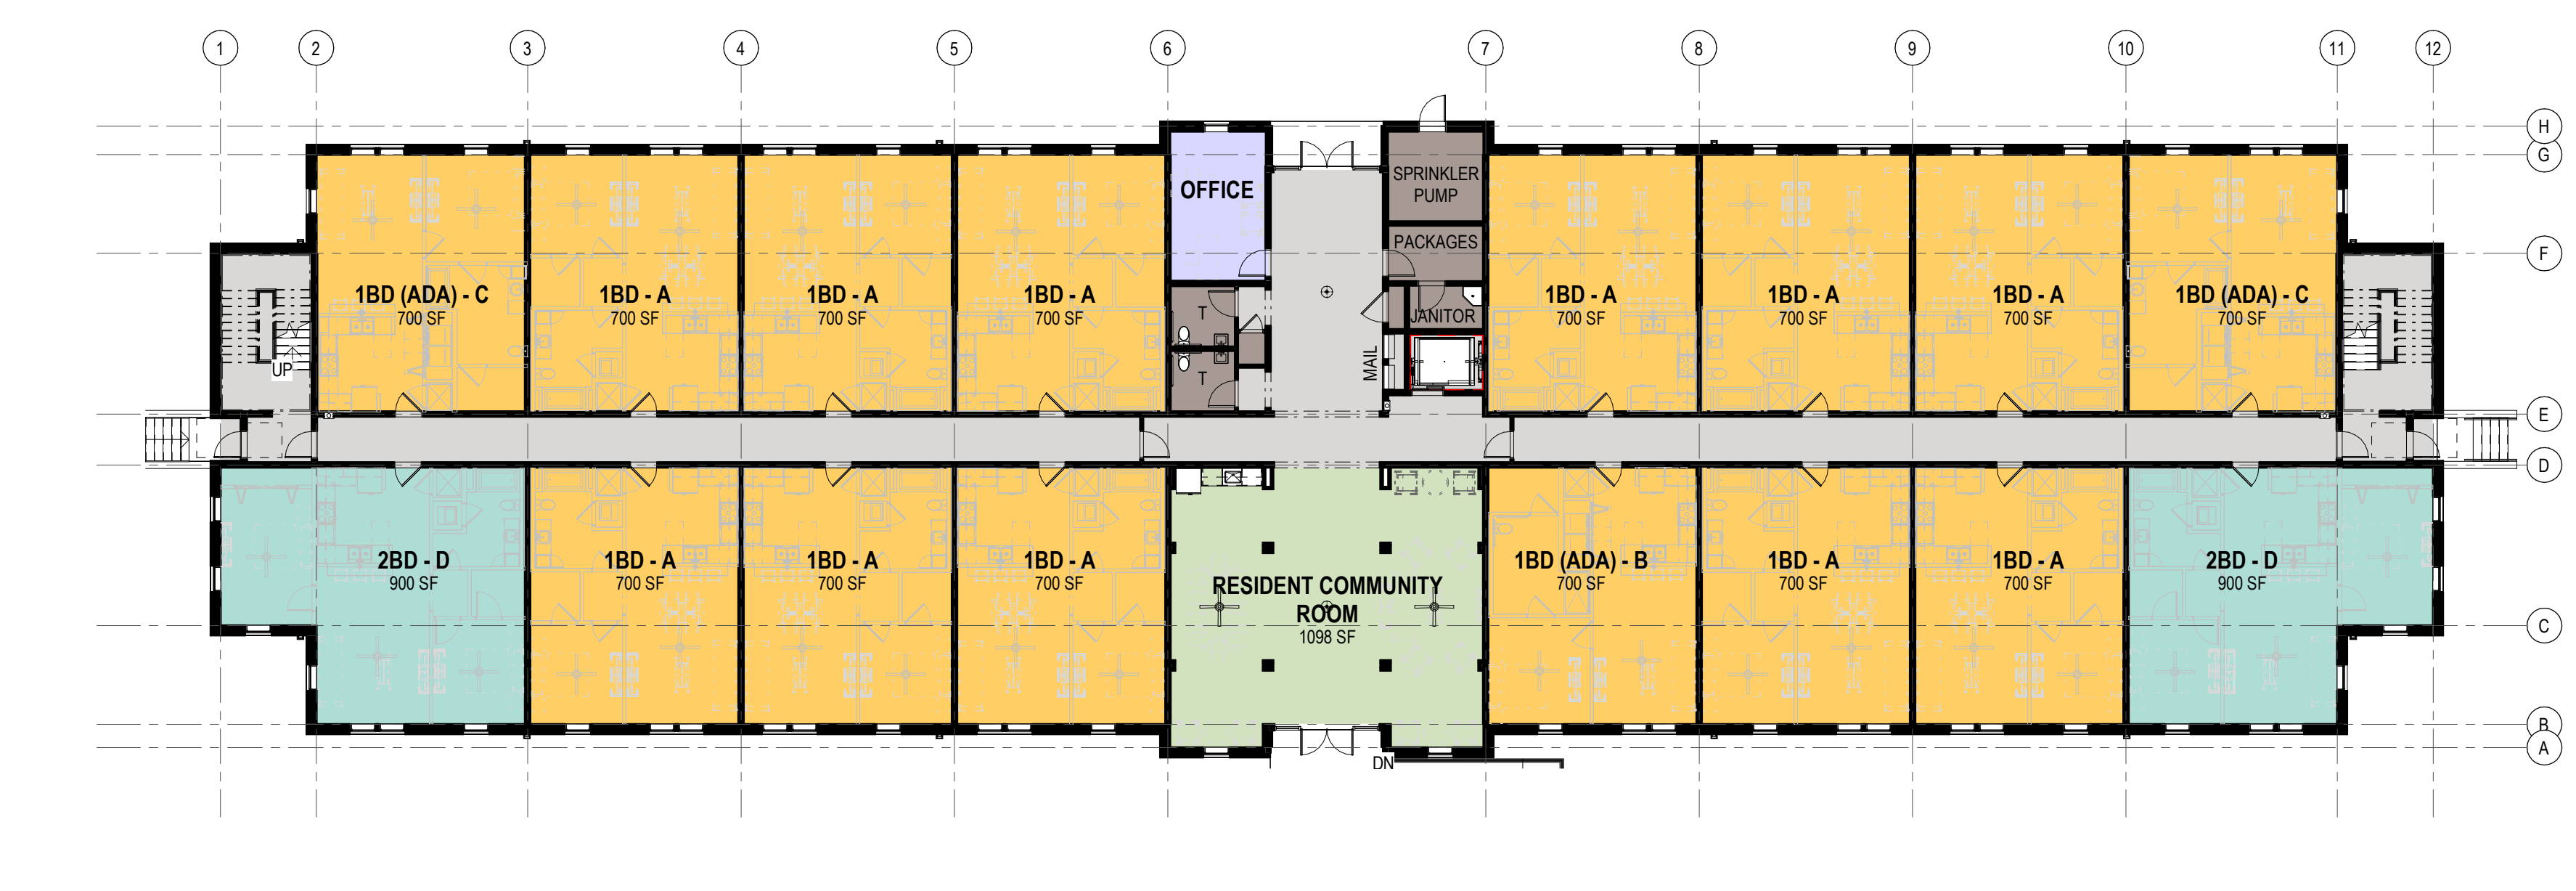 1 2 3 4 5 6 7 8 9 10 11 12
H
G
OFFICE
SPRINKLER
PUMP
PACKAGES
F
1BD (ADA) - C
700 SF
1BD - A
700 SF
1BD - A
700 SF
1BD - A
700 SF
T
JANITOR
1BD - A
700 SF
1BD - A
700 SF
1BD - A
700 SF
1BD (ADA) - C
700 SF
UP
T
MAIL
E
D
2BD - D
900 SF
1BD - A
700 SF
1BD - A
700 SF
1BD - A
700 SF
RESIDENT COMMUNITY
ROOM
1098 SF
1BD (ADA) - B
700 SF
1BD - A
700 SF
1BD - A
700 SF
2BD - D
900 SF
C
B
A
DN